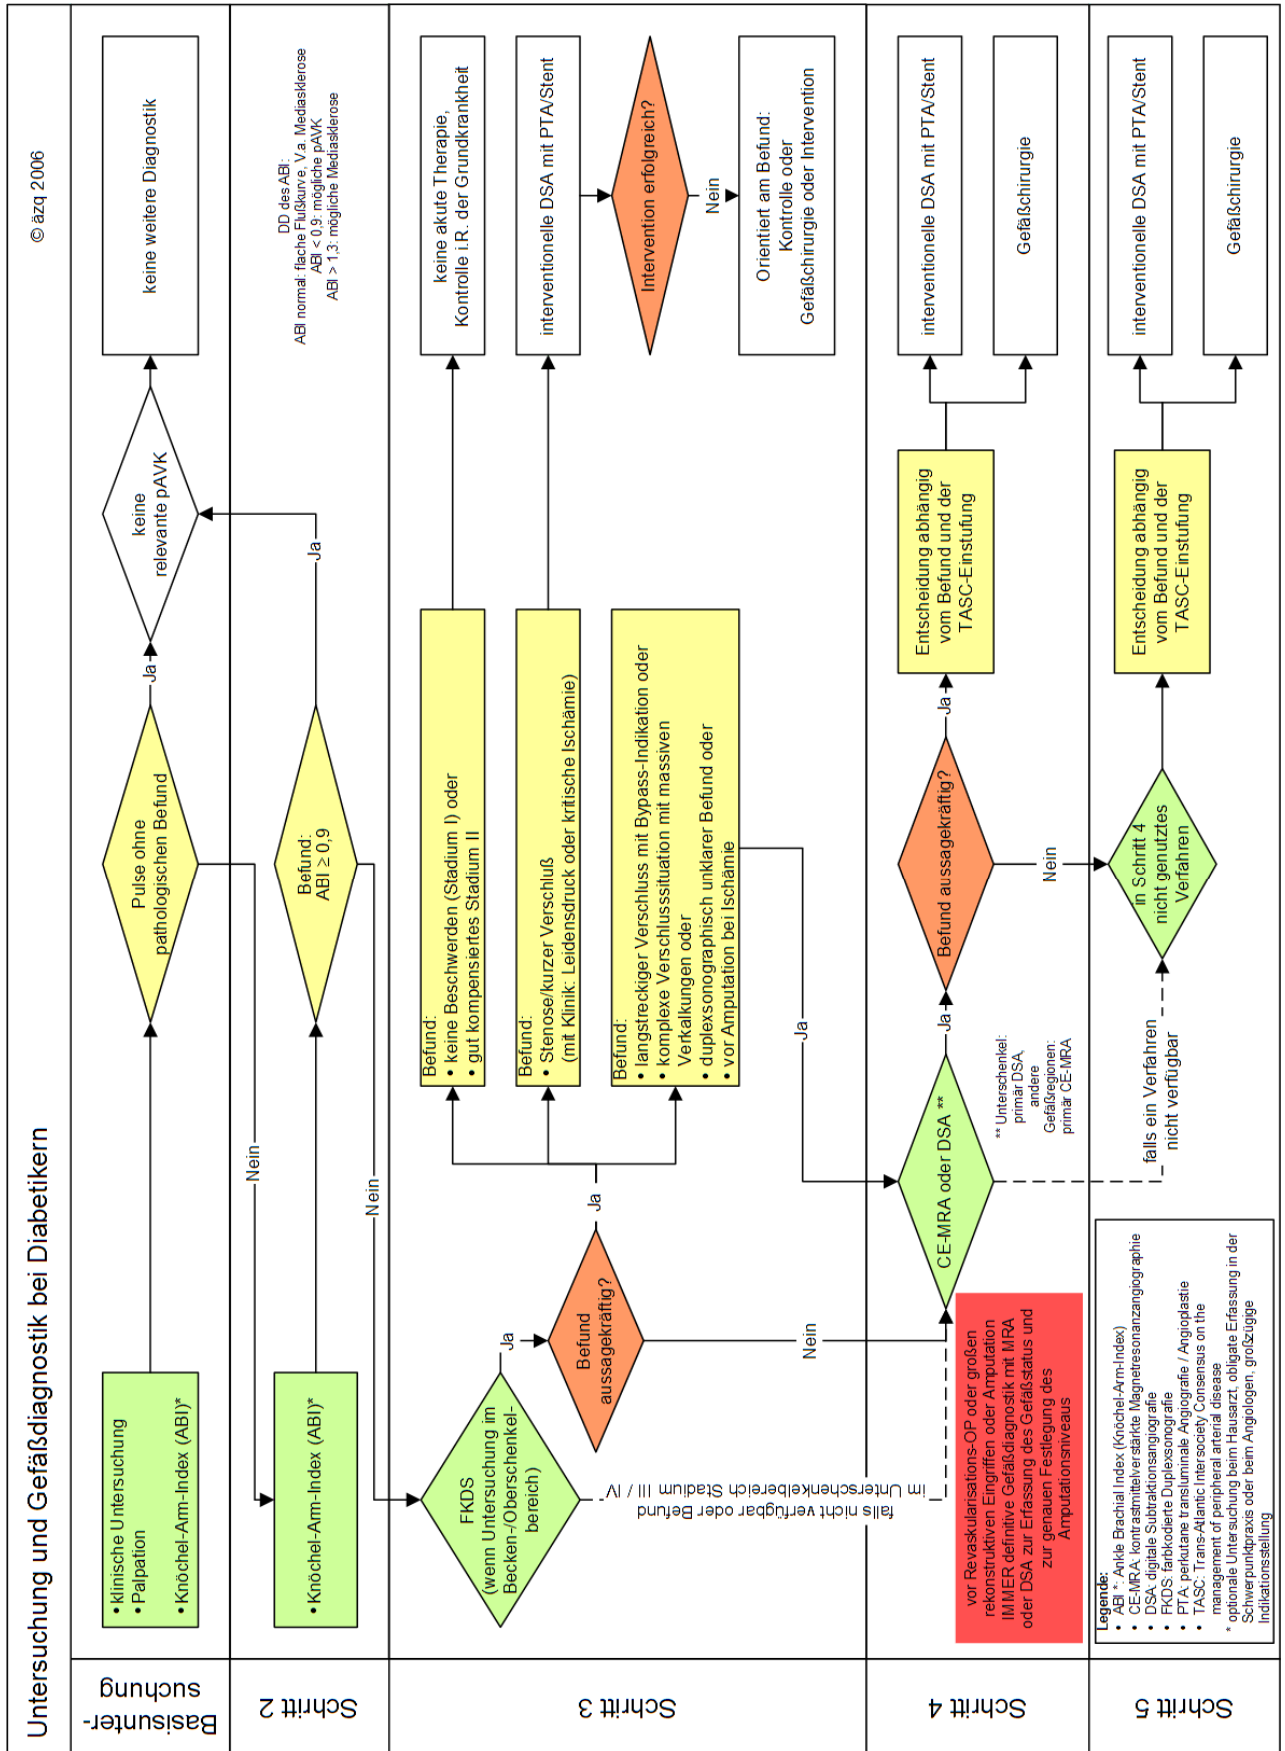 Untersuchung und Gefäßdiagnostik bei Diabetikern
© äzq 2006
Basisunter-
suchung
• klinische Untersuchung
• Palpation
• Knöchel-Arm-Index (ABI)*
Pulse ohne
pathologischen Befund
Ja
keine
relevante pAVK
keine weitere Diagnostik
Nein
Schritt 2
• Knöchel-Arm-Index (ABI)*
Befund:
ABI ≥ 0,9
Ja
Nein
DD des ABI:
ABI normal: flache Flußkurve, V.a. Mediasklerose
ABI < 0,9: mögliche pAVK
ABI > 1,3: mögliche Mediasklerose
Schritt 3
FKDS
(wenn Untersuchung im
Becken-/Oberschenkel-
bereich)
Ja
Befund
aussagekräftig?
Ja
Nein
falls nicht verfügbar oder Befund
im Unterschenkelbereich Stadium III / IV
Befund:
• keine Beschwerden (Stadium I) oder
• gut kompensiertes Stadium II
keine akute Therapie,
Kontrolle i.R. der Grundkrankheit
Befund:
• Stenose/kurzer Verschluß
(mit Klinik: Leidensdruck oder kritische Ischämie)
interventionelle DSA mit PTA/Stent
Intervention erfolgreich?
Nein
Orientiert am Befund:
Kontrolle oder
Gefäßchirurgie oder Intervention
Befund:
• langstreckiger Verschluss mit Bypass-Indikation oder
• komplexe Verschlusssituation mit massiven
Verkalkungen oder
• duplexsonographisch unklarer Befund oder
• vor Amputation bei Ischämie
Ja
Schritt 4
vor Revaskularisations-OP oder großen
rekonstruktiven Eingriffen oder Amputation
IMMER definitive Gefäßdiagnostik mit MRA
oder DSA zur Erfassung des Gefäßstatus und
zur genauen Festlegung des
Amputationsniveaus
CE-MRA oder DSA **
** Unterschenkel:
primär DSA,
andere
Gefäßregionen:
primär CE-MRA
Ja
Befund aussagekräftig?
Ja
Nein
Entscheidung abhängig
vom Befund und der
TASC-Einstufung
interventionelle DSA mit PTA/Stent
Gefäßchirurgie
Schritt 5
falls ein Verfahren
nicht verfügbar
in Schritt 4
nicht genutztes
Verfahren
Entscheidung abhängig
vom Befund und der
TASC-Einstufung
interventionelle DSA mit PTA/Stent
Gefäßchirurgie
Legende:
• ABI *: Ankle Brachial Index (Knöchel-Arm-Index)
• CE-MRA: kontrastmittelverstärkte Magnetresonanzangiographie
• DSA: digitale Subtraktionsangiografie
• FKDS: farbkodierte Duplexsonografie
• PTA: perkutane transluminale Angiografie / Angioplastie
• TASC: Trans-Atlantic Intersociety Consensus on the
management of peripheral arterial disease
* optionale Untersuchung beim Hausarzt, obligate Erfassung in der
Schwerpunktpraxis oder beim Angiologen, großzügige
Indikationsstellung